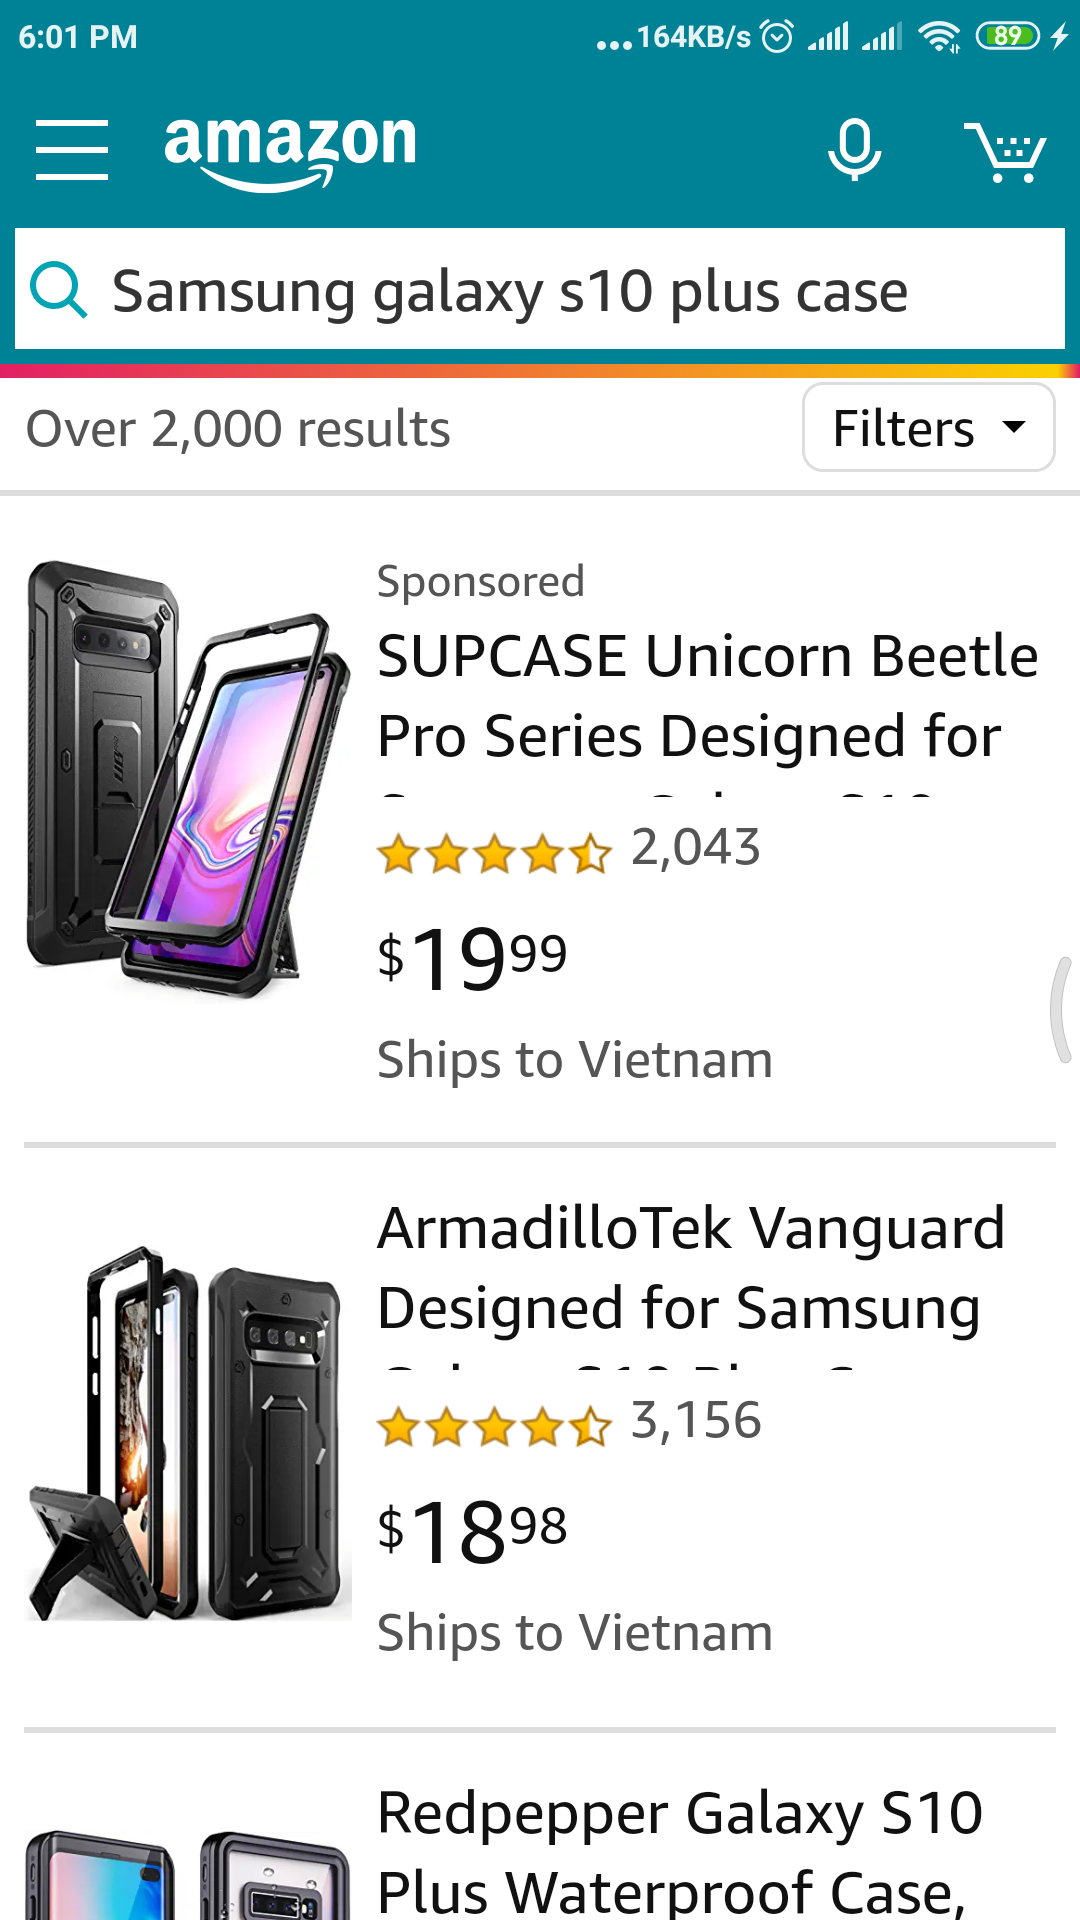 6:01 PM
...164KB/s
89
amazon
Samsung galaxy s10 plus case
Over 2,000 results
Filters
Sponsored
SUPCASE Unicorn Beetle
Pro Series Designed for
2,043
$19.99
Ships to Vietnam
ArmadilloTek Vanguard
Designed for Samsung
3,156
$18.98
Ships to Vietnam
Redpepper Galaxy S10
Plus Waterproof Case,